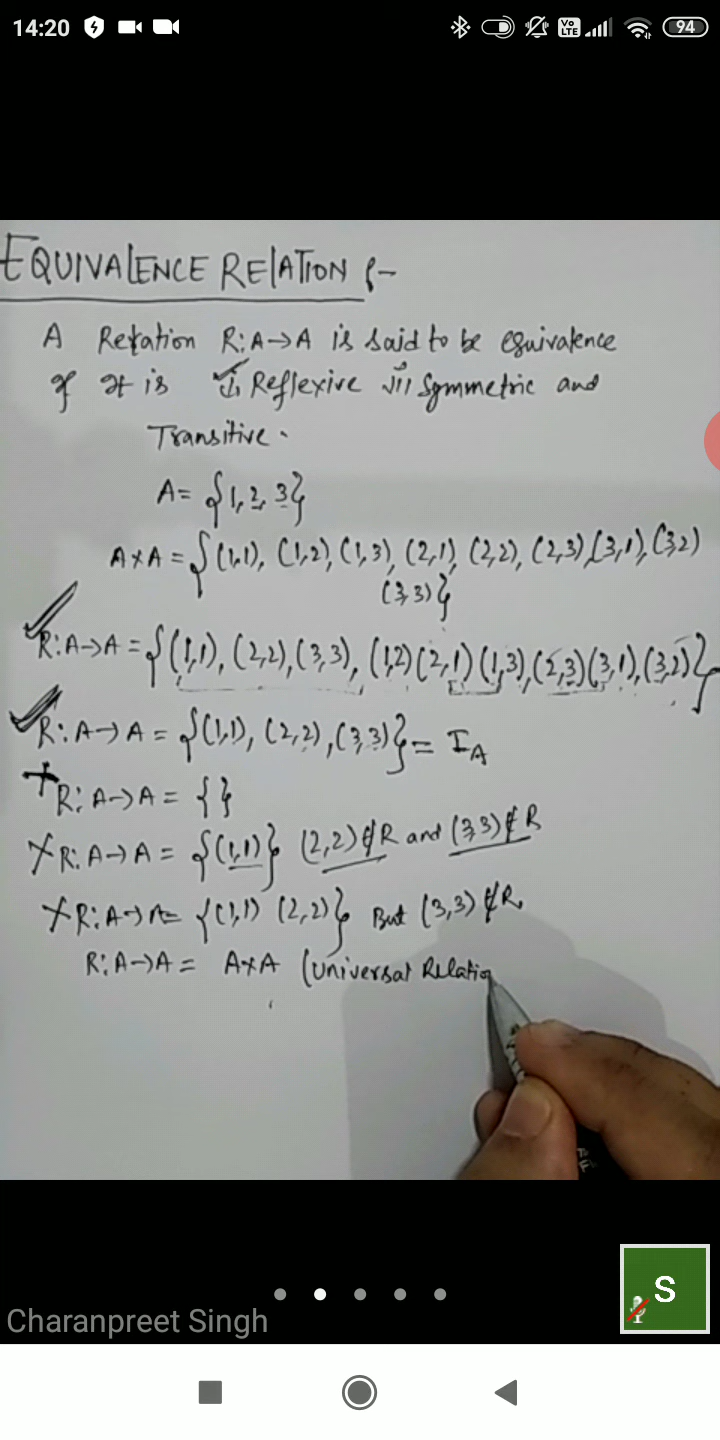 14:20 Vo LTE 94
EQUIVALENCE RELATION :-
A Relation R: A→A is said to be equivalence
if It is i, Reflexive ii Symmetric and
Transitive.
A = {1, 2, 3}
A×A = {(1,1), (1,2), (1,3), (2,1), (2,2), (2,3), (3,1), (3,2)
(3,3)}
R: A→A = {(1,1), (2,2), (3,3), (1,2) (2,1) (1,3), (2,3) (3,1), (3,2)}
R: A→A = {(1,1), (2,2), (3,3)} = I_A
× R: A→A = { }
× R: A→A = {(1,1)} (2,2)∉R and (3,3)∉R
× R: A→A = {(1,1) (2,2)} But (3,3)∉R,
R: A→A = A×A (Universal Relatio
S
Charanpreet Singh